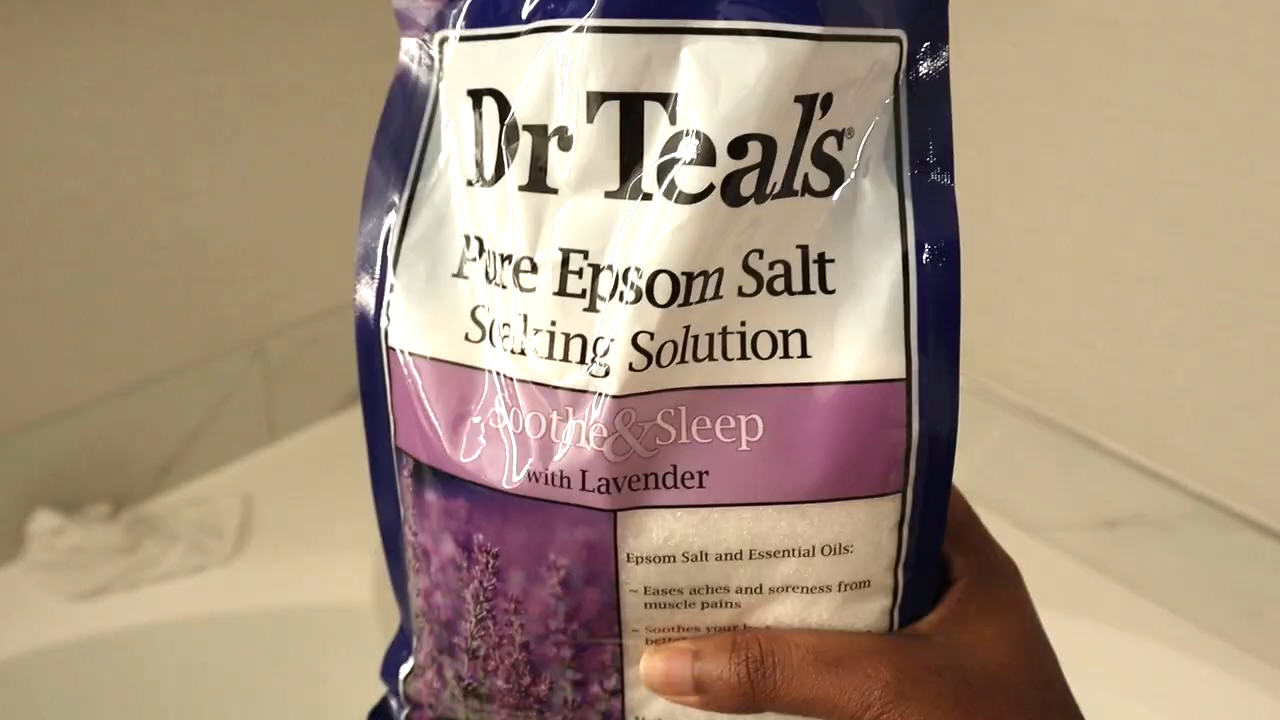 Dr Teal's®
Pure Epsom Salt
Soaking Solution
Soothe & Sleep
with Lavender
Epsom Salt and Essential Oils:
~ Eases aches and soreness from
muscle pains
~ Soothes your